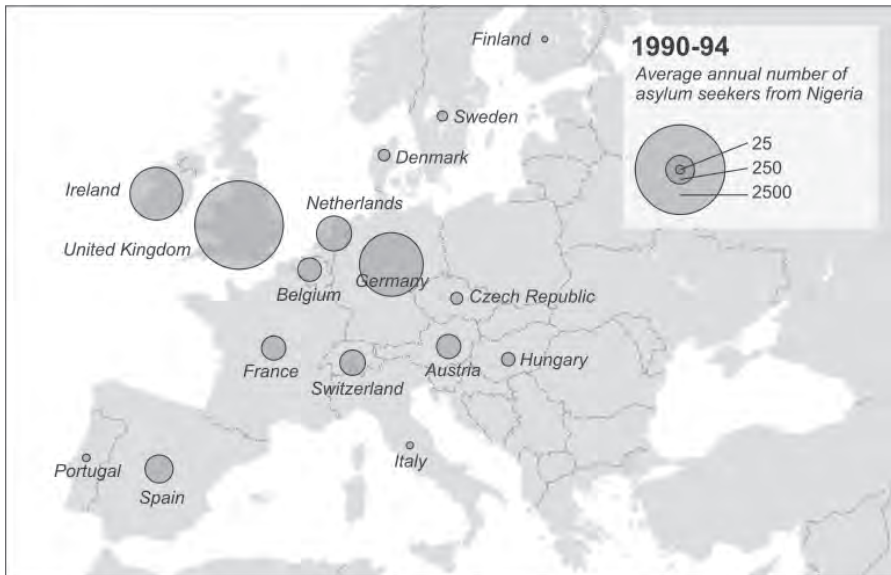 Finland
1990-94
Average annual number of
asylum seekers from Nigeria
25
250
2500
Sweden
Denmark
Ireland
Netherlands
United Kingdom
Germany
Belgium
Czech Republic
France
Switzerland
Austria
Hungary
Portugal
Spain
Italy